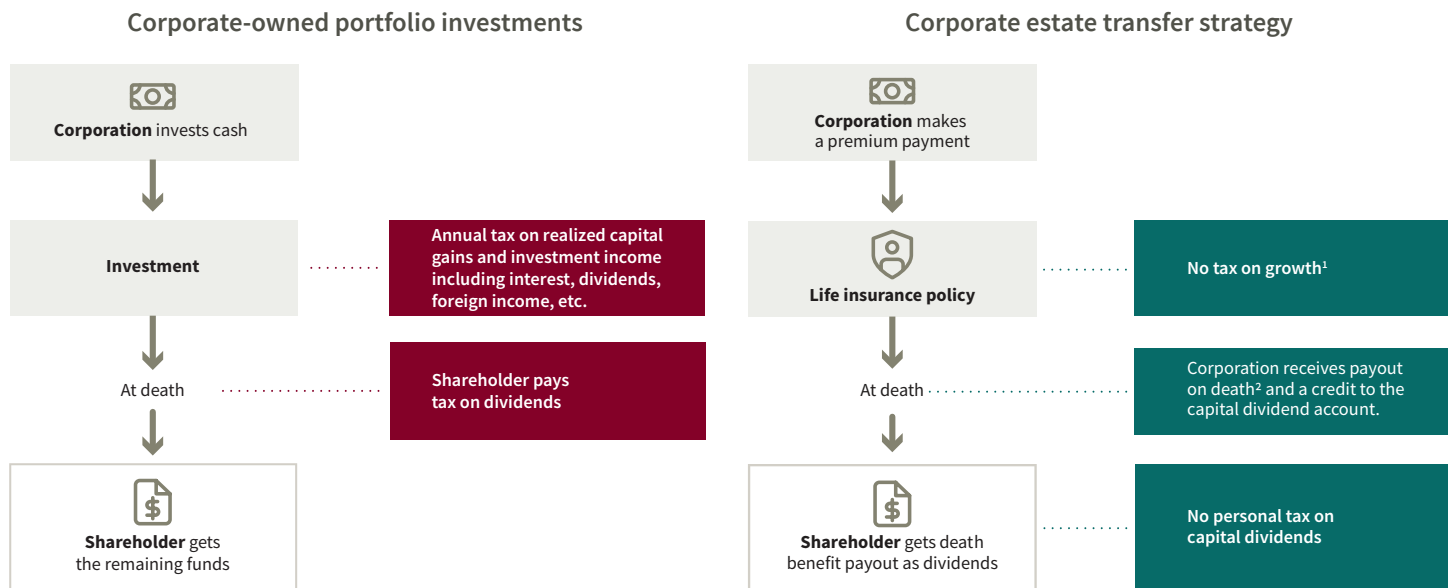 Corporate-owned portfolio investments
Corporation invests cash
Investment
Annual tax on realized capital
gains and investment income
including interest, dividends,
foreign income, etc.
At death
Shareholder pays
tax on dividends
Shareholder gets
the remaining funds
Corporate estate transfer strategy
Corporation makes
a premium payment
Life insurance policy
No tax on growth¹
At death
Corporation receives payout
on death² and a credit to the
capital dividend account.
Shareholder gets death
benefit payout as dividends
No personal tax on
capital dividends